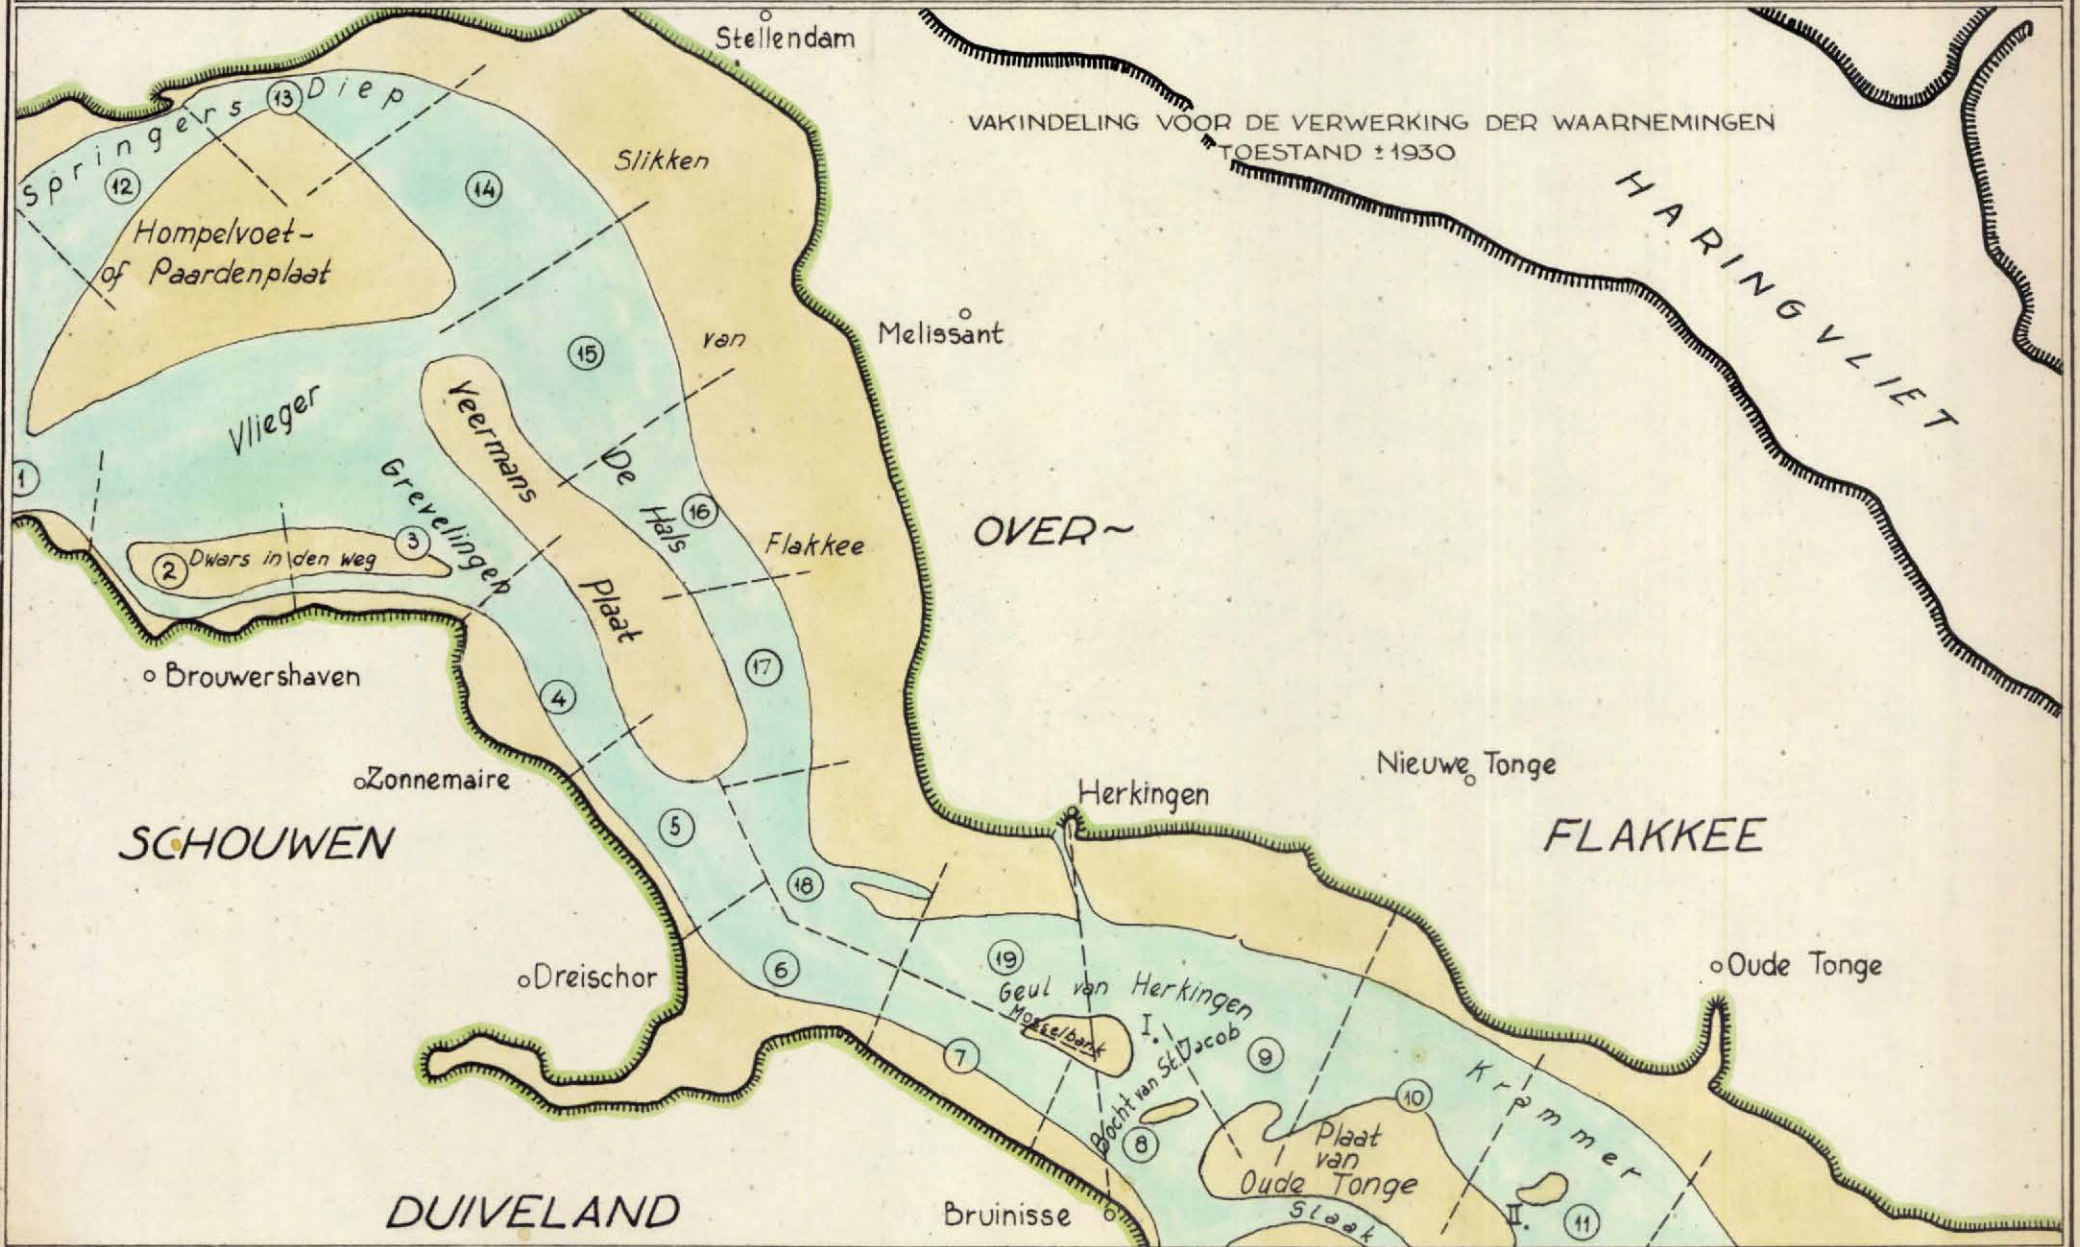 Stellendam
VAKINDELING VOOR DE VERWERKING DER WAARNEMINGEN
TOESTAND ± 1930
HARINGVLIET
Springers Diep
13
12
14
Slikken
van
Flakkee
Hompelvoet-
of Paardenplaat
Melissant
15
Vlieger
1
Veermans
Plaat
Grevelingen
De
Hals
16
OVER~
FLAKKEE
2
Dwars in den weg
3
Brouwershaven
4
17
Zonnemaire
SCHOUWEN
5
18
Herkingen
Nieuwe Tonge
Oude Tonge
Dreischor
6
19
Geul van Herkingen
Mosselbank
I.
Bocht van St. Jacob
7
8
9
10
Krammer
Plaat
van
Oude Tonge
Slaak
II.
11
DUIVELAND
Bruinisse